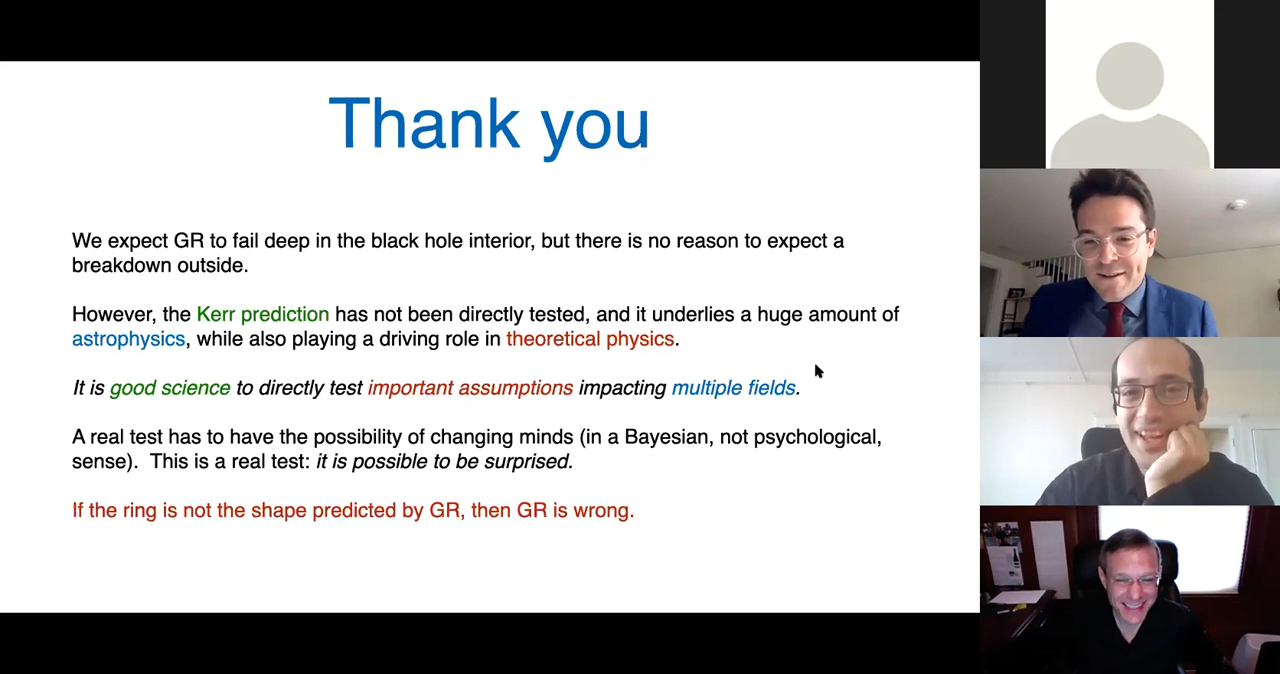 Thank you
We expect GR to fail deep in the black hole interior, but there is no reason to expect a
breakdown outside.
However, the Kerr prediction has not been directly tested, and it underlies a huge amount of
astrophysics, while also playing a driving role in theoretical physics.
It is good science to directly test important assumptions impacting multiple fields.
A real test has to have the possibility of changing minds (in a Bayesian, not psychological,
sense).  This is a real test: it is possible to be surprised.
If the ring is not the shape predicted by GR, then GR is wrong.